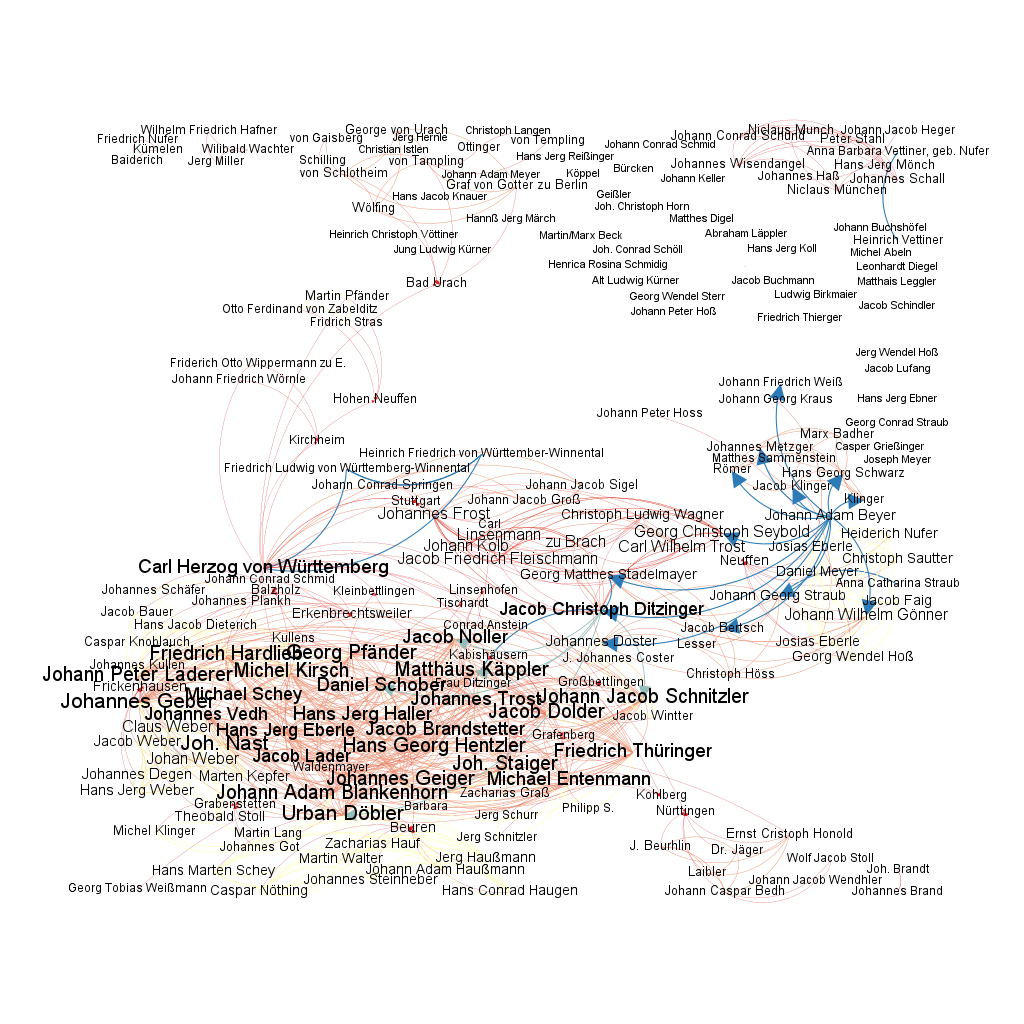 Wilhelm Friedrich Hafner
Friedrich Nufer
Kümelen
Wilibald Wachter
Baiderich
Jerg Miller
George von Urach
von Gaisberg
Jerg Hernle
Christian Istlen
Schilling
von Tampling
von Schlotheim
Christoph Langen
von Templing
Ottinger
Hans Jerg Reißinger
Johann Adam Meyer
Köppel
Graf von Gotter zu Berlin
Hans Jacob Knauer
Wölfing
Johann Conrad Schmid
Bürcken
Johann Keller
Geißler
Joh. Christoph Horn
Hannß Jerg Märch
Matthes Digel
Niclaus Münch
Johann Jacob Heger
Johann Conrad Schund
Peter Stahl
Anna Barbara Vettiner, geb. Nufer
Johannes Wisendangel
Hans Jerg Mönch
Johannes Haß
Johannes Schall
Niclaus München
Heinrich Christoph Vöttiner
Jung Ludwig Kürner
Martin/Marx Beck
Joh. Conrad Schöll
Abraham Läppler
Hans Jerg Koll
Johann Buchshöfel
Heinrich Vettiner
Michel Abeln
Henrica Rosina Schmidig
Leonhardt Diegel
Bad Urach
Alt Ludwig Kürner
Jacob Buchmann
Matthais Leggler
Martin Pfänder
Georg Wendel Sterr
Ludwig Birkmaier
Otto Ferdinand von Zabelditz
Johann Peter Hoß
Jacob Schindler
Fridrich Stras
Friedrich Thierger
Jerg Wendel Hoß
Friderich Otto Wippermann zu E.
Jacob Lufang
Johann Friedrich Wörnle
Johann Friedrich Weiß
Hohen Neuffen
Johann Georg Kraus
Hans Jerg Ebner
Johann Peter Hoss
Georg Conrad Straub
Kirchheim
Marx Badher
Johannes Metzger
Casper Grießinger
Heinrich Friedrich von Württember-Winnental
Matthes Sammenstein
Joseph Meyer
Friedrich Ludwig von Württemberg-Winnental
Römer
Hans Georg Schwarz
Johann Conrad Springen
Johann Jacob Sigel
Jacob Klinger
Stuttgart
Johann Jacob Groß
Klinger
Johannes Frost
Christoph Ludwig Wagner
Johann Adam Beyer
Carl
Linsenmann
Georg Christoph Seybold
Heiderich Nufer
Johann Kolb
zu Brach
Carl Wilhelm Trost
Josias Eberle
Jacob Friedrich Fleischmann
Neuffen
Christoph Sautter
Carl Herzog von Württemberg
Georg Matthes Stadelmayer
Daniel Meyer
Johann Conrad Schmid
Anna Catharina Straub
Johannes Schäfer
Balzholz
Kleinbettlingen
Linsenhofen
Johann Georg Straub
Johannes Plankh
Tischardt
Jacob Faig
Jacob Bauer
Erkenbrechtsweiler
Jacob Christoph Ditzinger
Johann Wilhelm Gönner
Hans Jacob Dieterich
Conrad Anstein
Jacob Bertsch
Caspar Knoblauch
Kullens
Jacob Noller
Johannes Doster
Lesser
Josias Eberle
Friedrich Hardlieb
Georg Pfänder
Kabishäusern
J. Johannes Coster
Georg Wendel Hoß
Johannes Kullen
Michel Kirsch
Matthäus Käppler
Johann Peter Laderer
Christoph Höss
Frickenhausen
Daniel Schober
Frau Ditzinger
Großbettlingen
Michael Schey
Johannes Geber
Johannes Trost
Johann Jacob Schnitzler
Johannes Vedh
Hans Jerg Haller
Jacob Dolder
Jacob Wintter
Claus Weber
Hans Jerg Eberle
Jacob Brandstetter
Grafenberg
Jacob Weber
Joh. Nast
Hans Georg Hentzler
Friedrich Thüringer
Johan Weber
Jacob Lader
Waldenmayer
Joh. Staiger
Johannes Degen
Marten Kepfer
Johannes Geiger
Michael Entenmann
Hans Jerg Weber
Johann Adam Blankenhorn
Zacharias Graß
Kohlberg
Grabenstetten
Barbara
Philipp S.
Nürttingen
Theobald Stoll
Urban Döbler
Jerg Schurr
Michel Klinger
Martin Lang
Beuren
Jerg Schnitzler
Ernst Cristoph Honold
Johannes Got
Zacharias Hauf
J. Beurhlin
Dr. Jäger
Martin Walter
Jerg Haußmann
Wolf Jacob Stoll
Hans Marten Schey
Johann Adam Haußmann
Laibler
Joh. Brandt
Georg Tobias Weißmann
Johannes Steinheber
Johann Jacob Wendhler
Caspar Nöthing
Hans Conrad Haugen
Johann Caspar Bedh
Johannes Brand